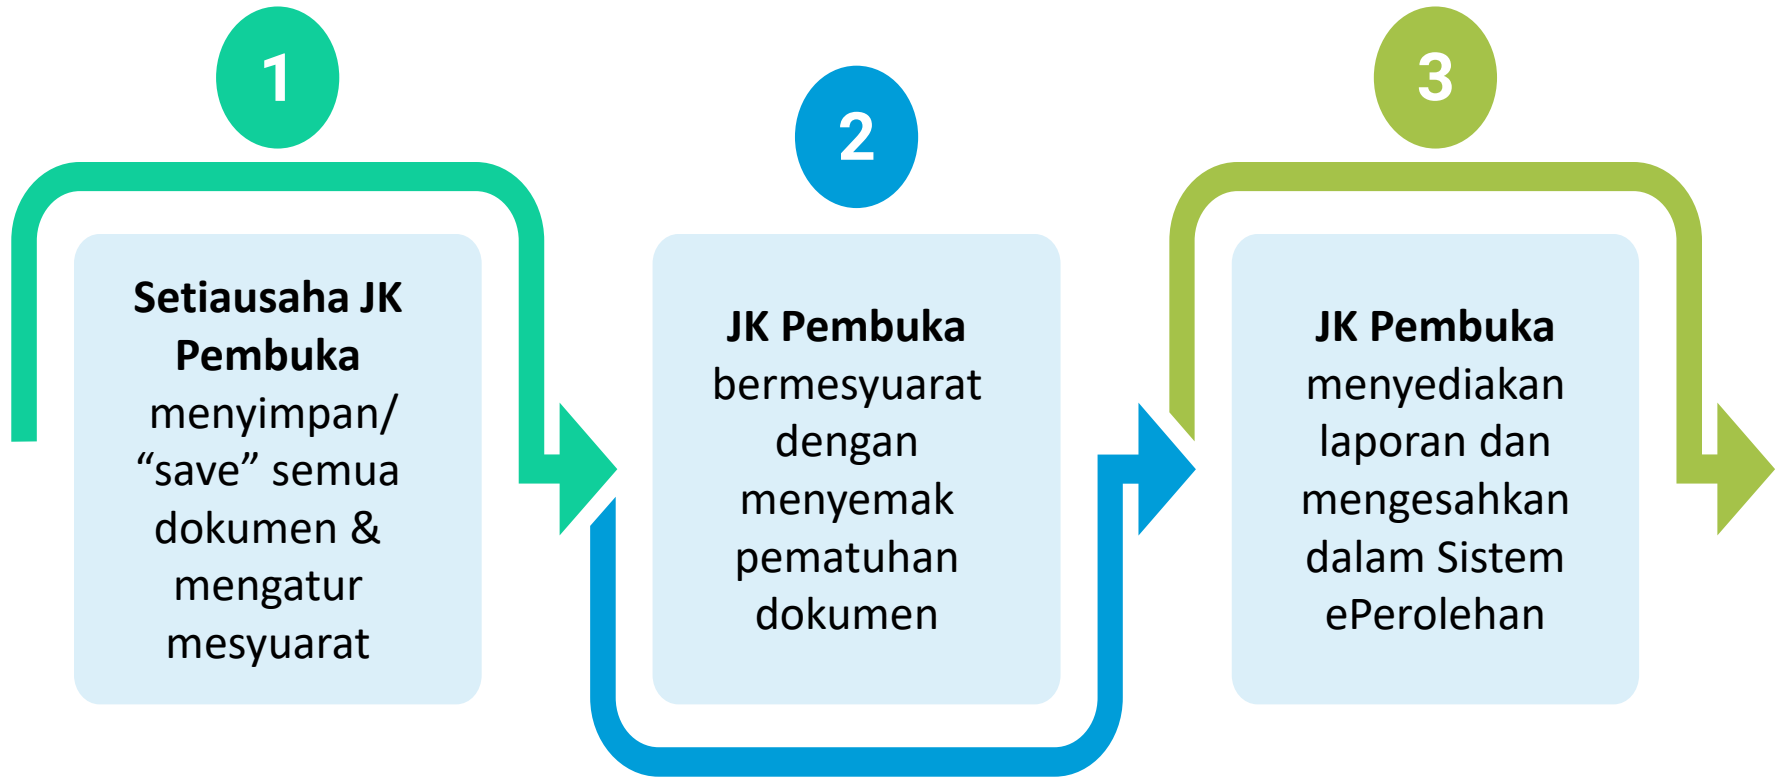 1
Setiausaha JK
Pembuka
menyimpan/
“save” semua
dokumen &
mengatur
mesyuarat
2
JK Pembuka
bermesyuarat
dengan
menyemak
pematuhan
dokumen
3
JK Pembuka
menyediakan
laporan dan
mengesahkan
dalam Sistem
ePerolehan